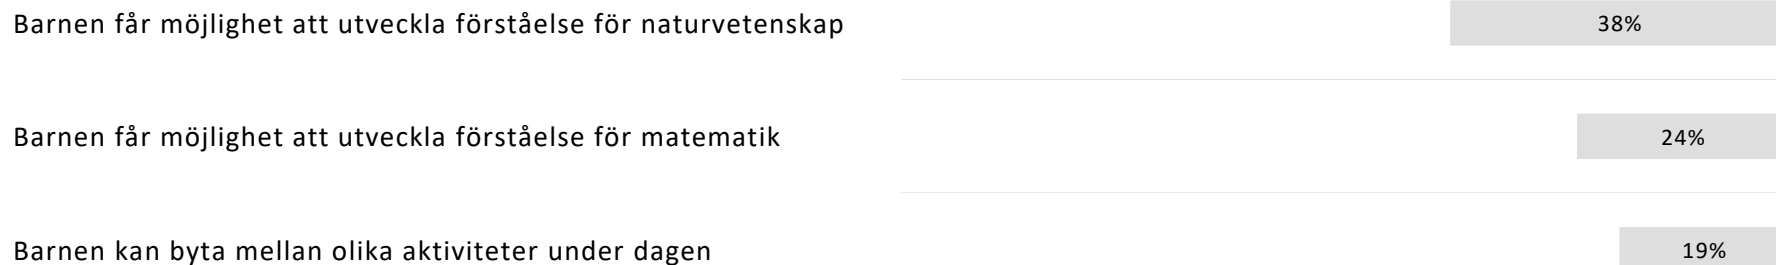 Barnen får möjlighet att utveckla förståelse för naturvetenskap 38%
Barnen får möjlighet att utveckla förståelse för matematik 24%
Barnen kan byta mellan olika aktiviteter under dagen 19%